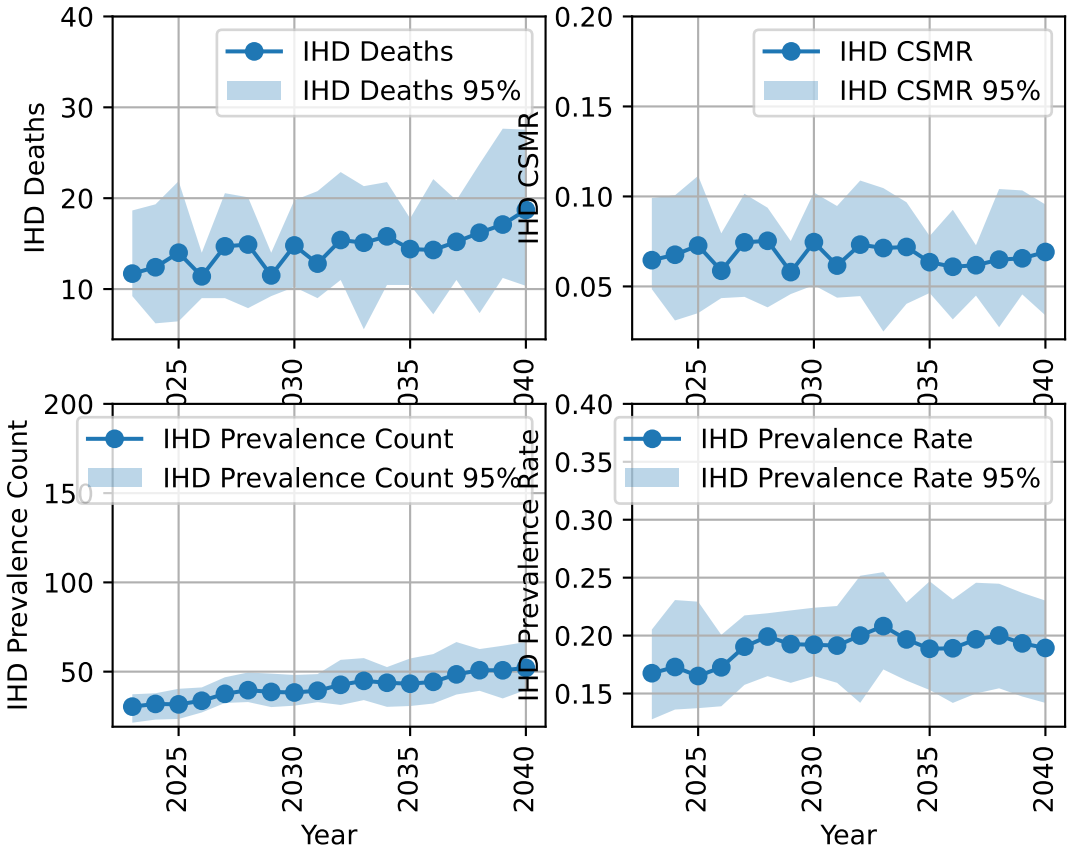 40
30
20
10
IHD Deaths
IHD Deaths
IHD Deaths 95%
025
030
035
040
0.20
0.15
0.10
0.05
IHD CSMR
IHD CSMR
IHD CSMR 95%
025
030
035
040
200
150
100
50
IHD Prevalence Count
IHD Prevalence Count
IHD Prevalence Count 95%
2025
2030
2035
2040
Year
0.40
0.35
0.30
0.25
0.20
0.15
IHD Prevalence Rate
IHD Prevalence Rate
IHD Prevalence Rate 95%
2025
2030
2035
2040
Year